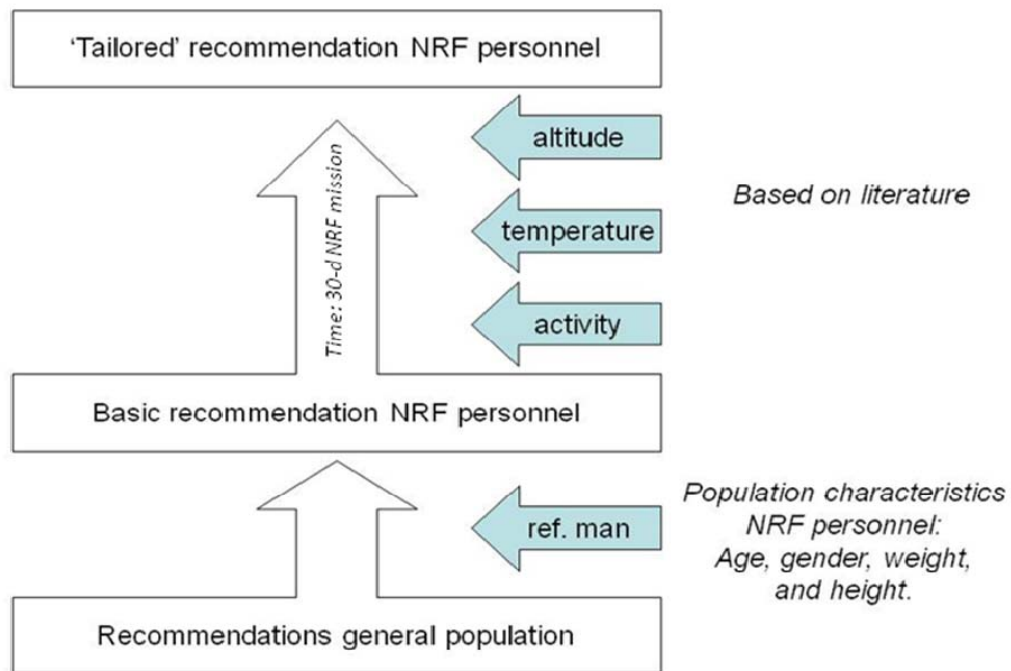 ‘Tailored’ recommendation NRF personnel
altitude
Based on literature
temperature
Time: 30-d NRF mission
activity
Basic recommendation NRF personnel
Population characteristics
NRF personnel:
ref. man
Age, gender, weight,
and height.
Recommendations general population